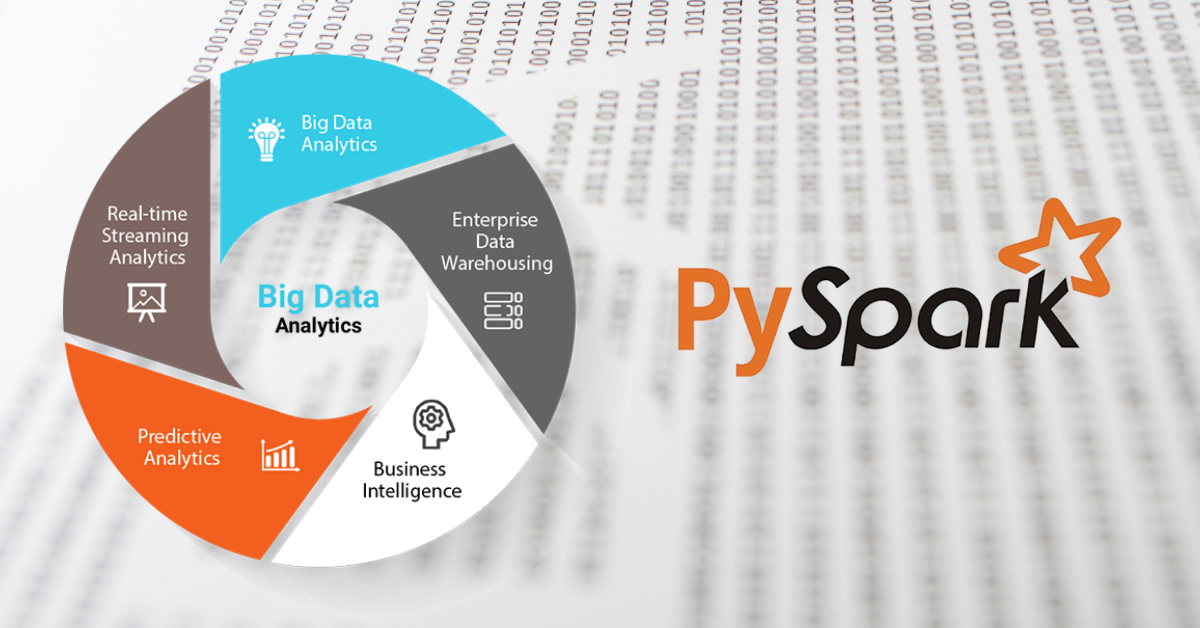 Big Data
Analytics
Enterprise
Data
Warehousing
Business
Intelligence
Predictive
Analytics
Real-time
Streaming
Analytics
Big Data
Analytics
PySpark